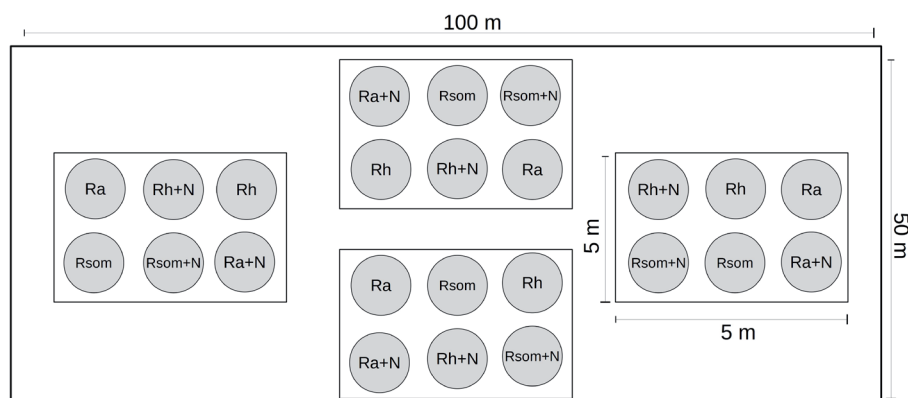 100 m
Ra+N Rsom Rsom+N
Rh Rh+N Ra
Ra Rh+N Rh
Rsom Rsom+N Ra+N
Ra Rsom Rh
Ra+N Rh+N Rsom+N
5 m
Rh+N Rh Ra
Rsom+N Rsom Ra+N
5 m
50 m